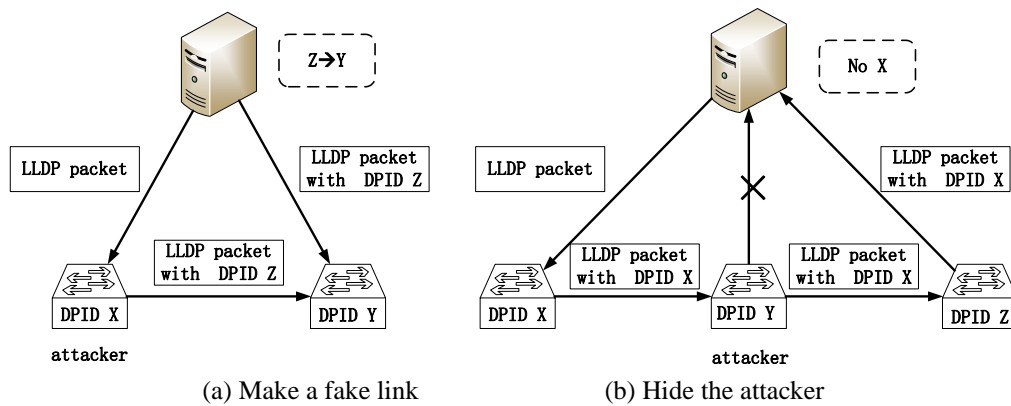 Z→Y
No X
LLDP packet
LLDP packet
with DPID Z
LLDP packet
LLDP packet
with DPID X
LLDP packet
with DPID Z
LLDP packet
with DPID X
LLDP packet
with DPID X
DPID X
DPID Y
DPID X
DPID Y
DPID Z
attacker
attacker
(a) Make a fake link
(b) Hide the attacker